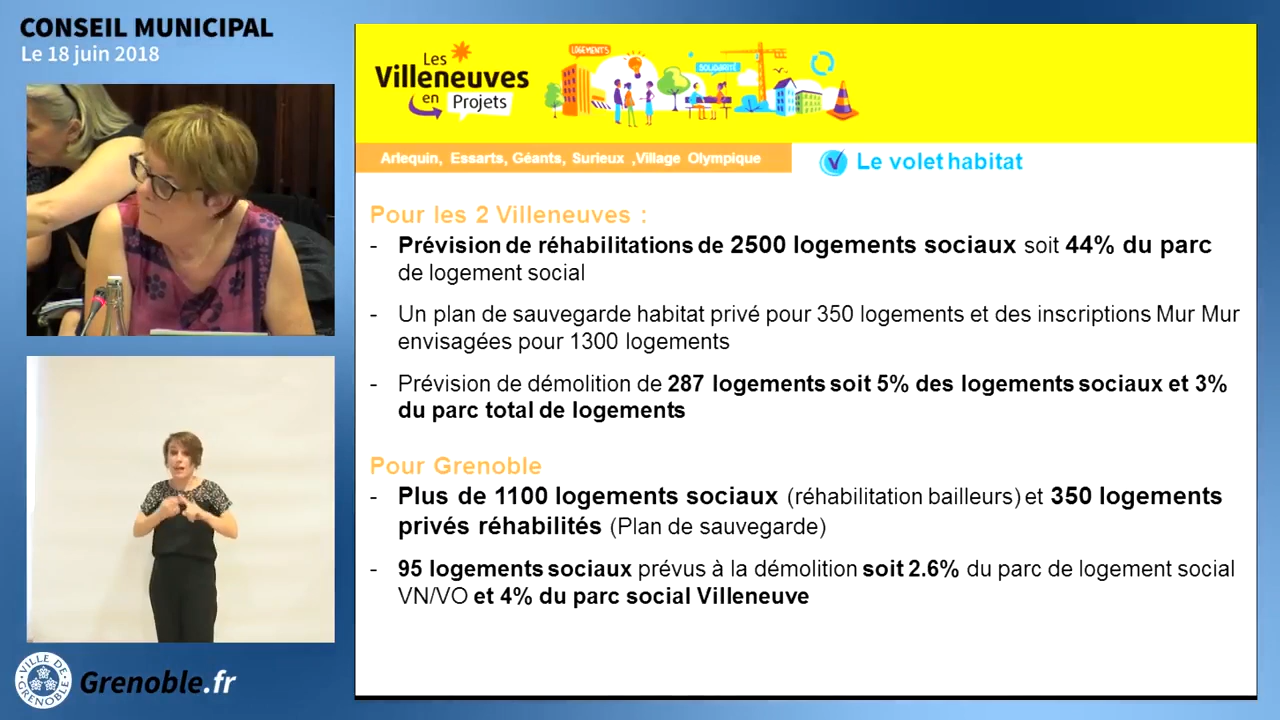 CONSEIL MUNICIPAL
Le 18 juin 2018
Les
Villeneuves
en Projets
LOGEMENTS
SOLIDARITÉ
Arlequin, Essarts, Géants, Surieux ,Village Olympique
Le volet habitat
Pour les 2 Villeneuves :
- Prévision de réhabilitations de 2500 logements sociaux soit 44% du parc
de logement social
- Un plan de sauvegarde habitat privé pour 350 logements et des inscriptions Mur Mur
envisagées pour 1300 logements
- Prévision de démolition de 287 logements soit 5% des logements sociaux et 3%
du parc total de logements
Pour Grenoble
- Plus de 1100 logements sociaux (réhabilitation bailleurs) et 350 logements
privés réhabilités (Plan de sauvegarde)
- 95 logements sociaux prévus à la démolition soit 2.6% du parc de logement social
VN/VO et 4% du parc social Villeneuve
VILLE DE GRENOBLE
Grenoble.fr